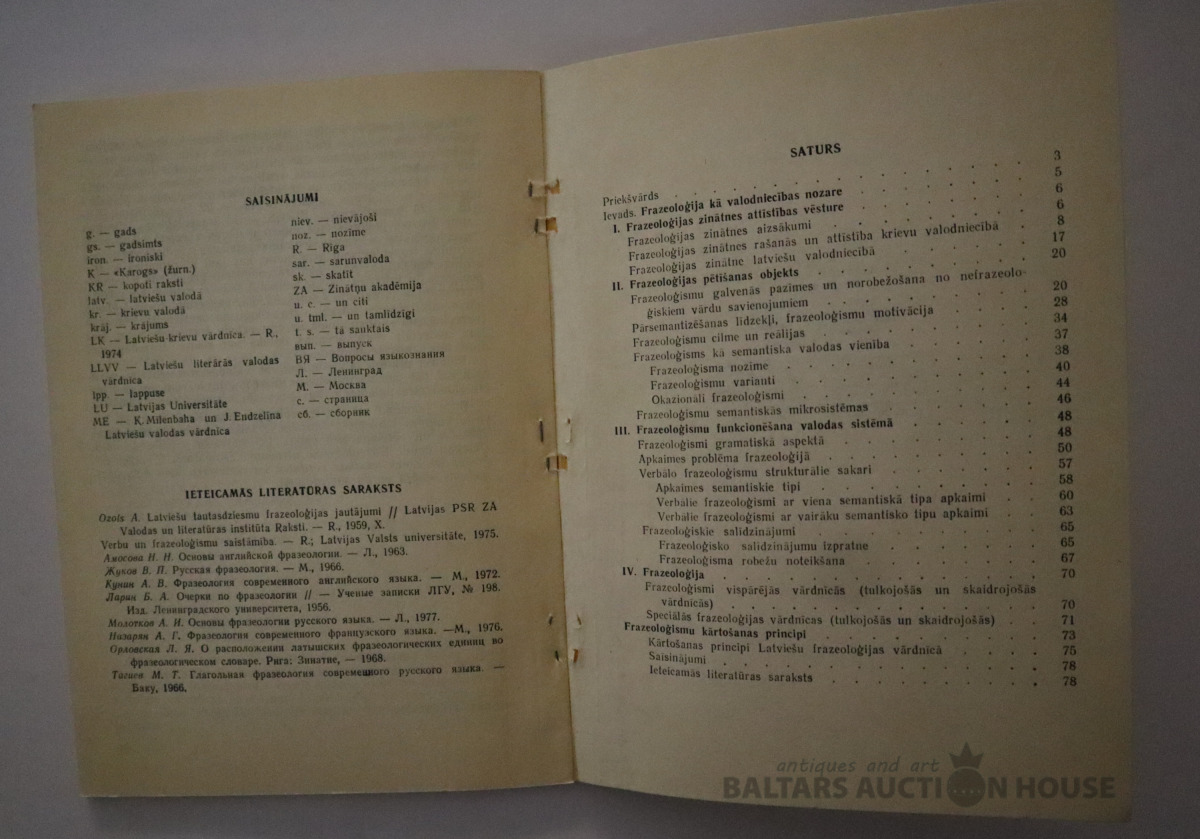 SAISINĀJUMI
g. — gads
gs. — gadsimts
iron. — ironiski
K — «Karogs» (žurn.)
KR — kopoti raksti
latv. — latviešu valodā
kr. — krievu valodā
krāj. — krājums
LK — Latviešu-krievu vārdnīca. — R.,
1974
LLVV — Latviešu literārās valodas
vārdnīca
lpp. — lappuse
LU — Latvijas Universitāte
ME — K. Mīlenbaha un J. Endzelīna
Latviešu valodas vārdnīca
niev. — nievājoši
noz. — nozīme
R. — Rīga
sar. — sarunvaloda
sk. — skatīt
ZA — Zinātņu akadēmija
u. c. — un citi
u. tml. — un tamlīdzīgi
t. s. — tā sauktais
вып. — выпуск
ВЯ — Вопросы языкознания
Л. — Ленинград
М. — Москва
с. — страница
сб. — сборник
IETEICAMĀS LITERATŪRAS SARAKSTS
Ozols A. Latviešu tautasdziesmu frazeoloģijas jautājumi // Latvijas PSR ZA
Valodas un literatūras institūta Raksti. — R., 1959, X.
Verbu un frazeoloģismu saistāmība. — R.; Latvijas Valsts universitāte, 1975.
Амосова Н. Н. Основы английской фразеологии. — Л., 1963.
Жуков В. П. Русская фразеология. — М., 1966.
Кунин А. В. Фразеология современного английского языка. — М., 1972.
Ларин Б. А. Очерки по фразеологии // — Ученые записки ЛГУ, № 198.
Изд. Ленинградского университета, 1956.
Молотков А. И. Основы фразеологии русского языка. — Л., 1977.
Назарян А. Г. Фразеология современного французского языка. —М., 1976.
Орловская Л. Я. О расположении латышских фразеологических единиц во
фразеологическом словаре. Рига: Зинатне, — 1968.
Тагиев М. Т. Глагольная фразеология современного русского языка. —
Баку, 1966.
SATURS
Priekšvārds 3
Ievads. Frazeoloģija kā valodniecības nozare 5
I. Frazeoloģijas zinātnes attīstības vēsture 6
Frazeoloģijas zinātnes aizsākumi 6
Frazeoloģijas zinātnes rašanās un attīstība krievu valodniecībā 8
Frazeoloģijas zinātne latviešu valodniecībā 17
II. Frazeoloģijas pētīšanas objekts 20
Frazeoloģismu galvenās pazīmes un norobežošana no nefrazeolo-
ģiskiem vārdu savienojumiem 20
Pārsemantizēšanas līdzekļi, frazeoloģismu motivācija 28
Frazeoloģismu cilme un reālijas 34
Frazeoloģisms kā semantiska valodas vienība 37
Frazeoloģisma nozīme 38
Frazeoloģismu varianti 40
Okazionāli frazeoloģismi 44
Frazeoloģismu semantiskās mikrosistēmas 46
III. Frazeoloģismu funkcionēšana valodas sistēmā 48
Frazeoloģismi gramatiskā aspektā 48
Apkaimes problēma frazeoloģijā 50
Verbālo frazeoloģismu strukturālie sakari 57
Apkaimes semantiskie tipi 58
Verbālie frazeoloģismi ar viena semantiskā tipa apkaimi 60
Verbālie frazeoloģismi ar vairāku semantisko tipu apkaimi 63
Frazeoloģiskie salīdzinājumi 65
Frazeoloģisko salīdzinājumu izpratne 65
Frazeoloģisma robežu noteikšana 67
IV. Frazeoloģija 70
Frazeoloģismi vispārējās vārdnīcās (tulkojošās un skaidrojošās
vārdnīcās) 70
Speciālās frazeoloģijas vārdnīcas (tulkojošās un skaidrojošās) 71
Frazeoloģismu kārtošanas principi 73
Kārtošanas principi Latviešu frazeoloģijas vārdnīcā 75
Saīsinājumi 78
Ieteicamās literatūras saraksts 78
antiques and art
BALTARS AUCTION HOUSE